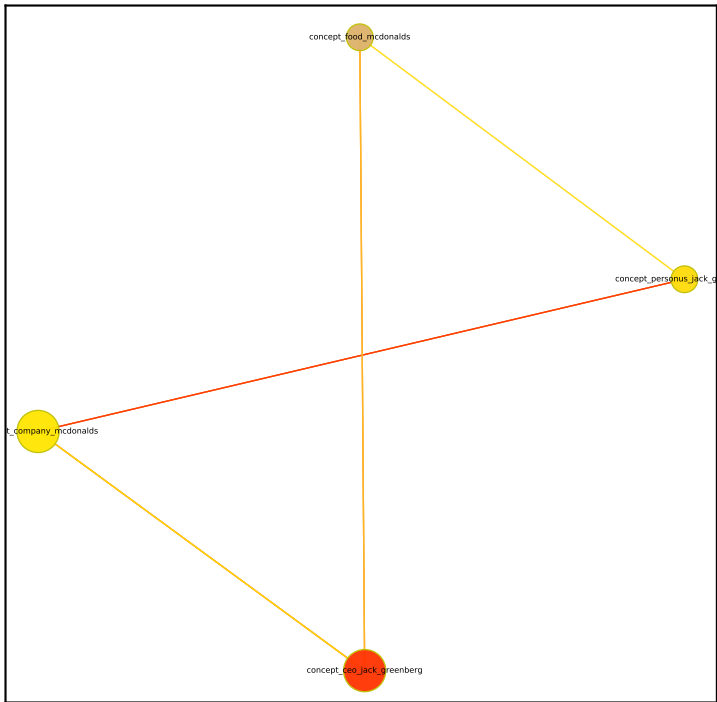 concept_food_mcdonalds
concept_personus_jack_g
t_company_mcdonalds
concept_ceo_jack_greenberg